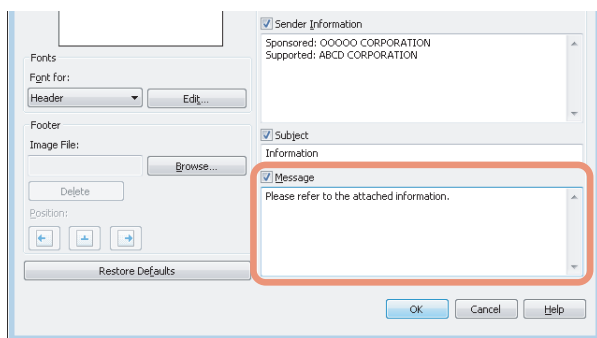 Fonts
Font for:
Header
Edit...
Footer
Image File:
Browse...
Delete
Position:
Restore Defaults
Sender Information
Sponsored: OOOOO CORPORATION
Supported: ABCD CORPORATION
Subject
Information
Message
Please refer to the attached information.
OK
Cancel
Help